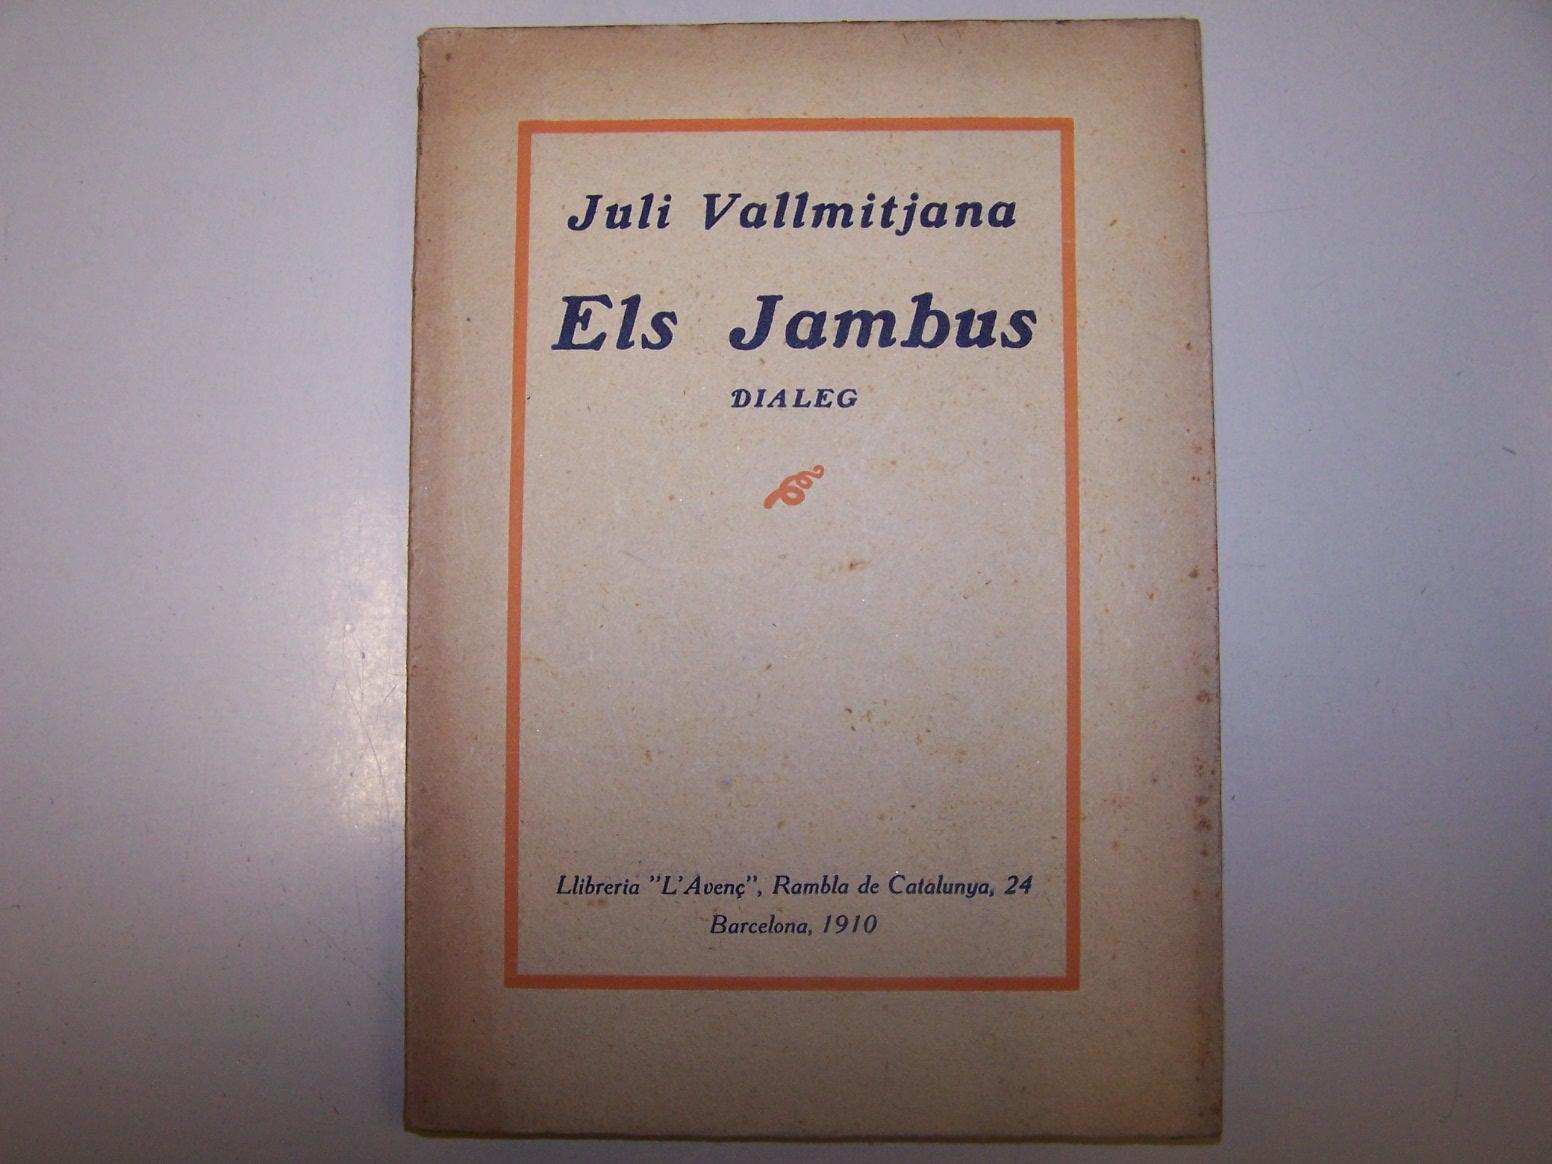 Juli Vallmitjana
Els Jambus
DIALEG
Llibreria "L'Avenç", Rambla de Catalunya, 24
Barcelona, 1910